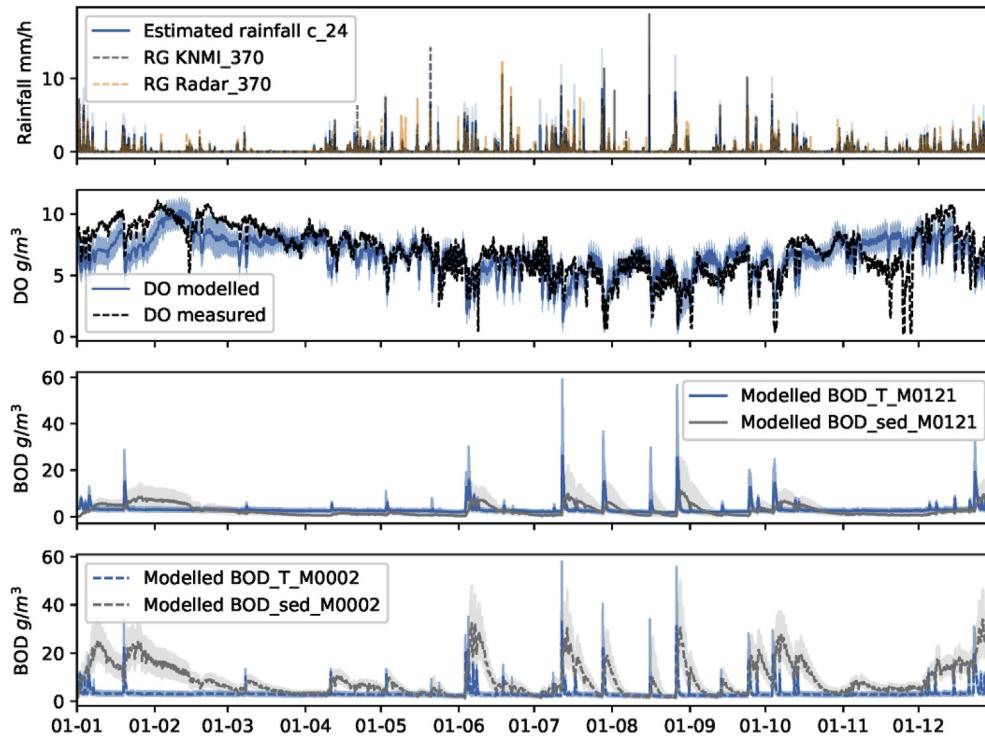 Rainfall mm/h
10
0
Estimated rainfall c_24
RG KNMI_370
RG Radar_370
DO g/m³
10
5
0
DO modelled
DO measured
BOD g/m³
60
40
20
0
Modelled BOD_T_M0121
Modelled BOD_sed_M0121
BOD g/m³
60
40
20
0
Modelled BOD_T_M0002
Modelled BOD_sed_M0002
01-01 01-02 01-03 01-04 01-05 01-06 01-07 01-08 01-09 01-10 01-11 01-12